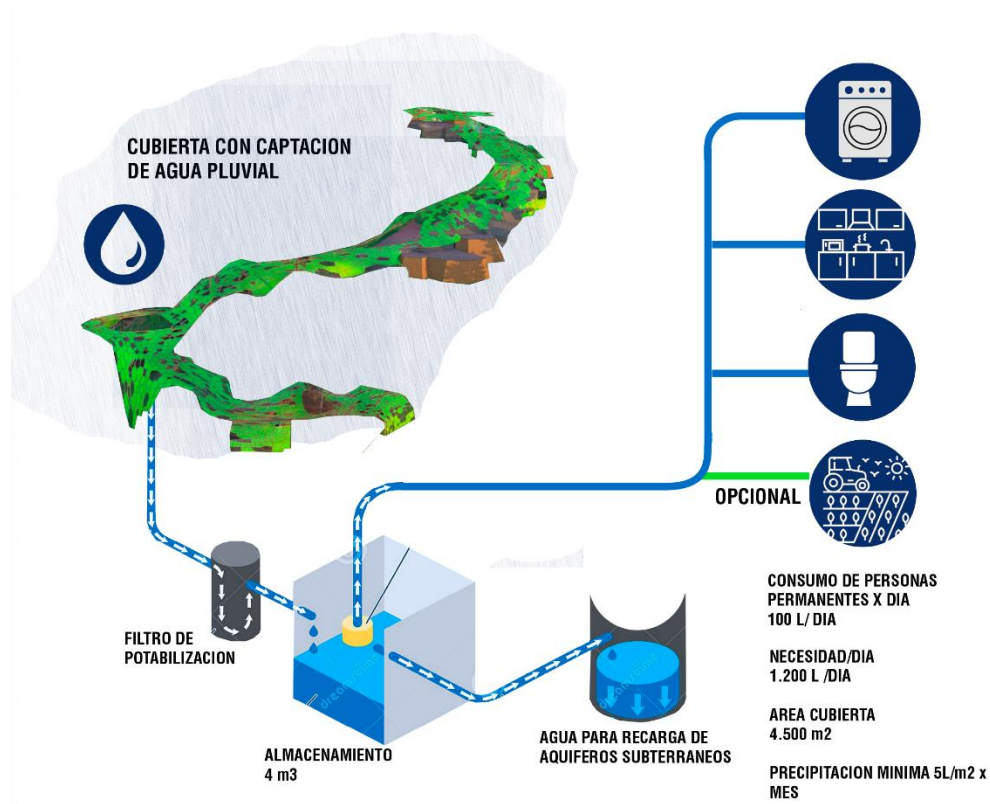 CUBIERTA CON CAPTACION
DE AGUA PLUVIAL
OPCIONAL
FILTRO DE
POTABILIZACION
ALMACENAMIENTO
4 m3
AGUA PARA RECARGA DE
AQUIFEROS SUBTERRANEOS
CONSUMO DE PERSONAS
PERMANENTES X DIA
100 L/ DIA
NECESIDAD/DIA
1.200 L /DIA
AREA CUBIERTA
4.500 m2
PRECIPITACION MINIMA 5L/m2 x
MES